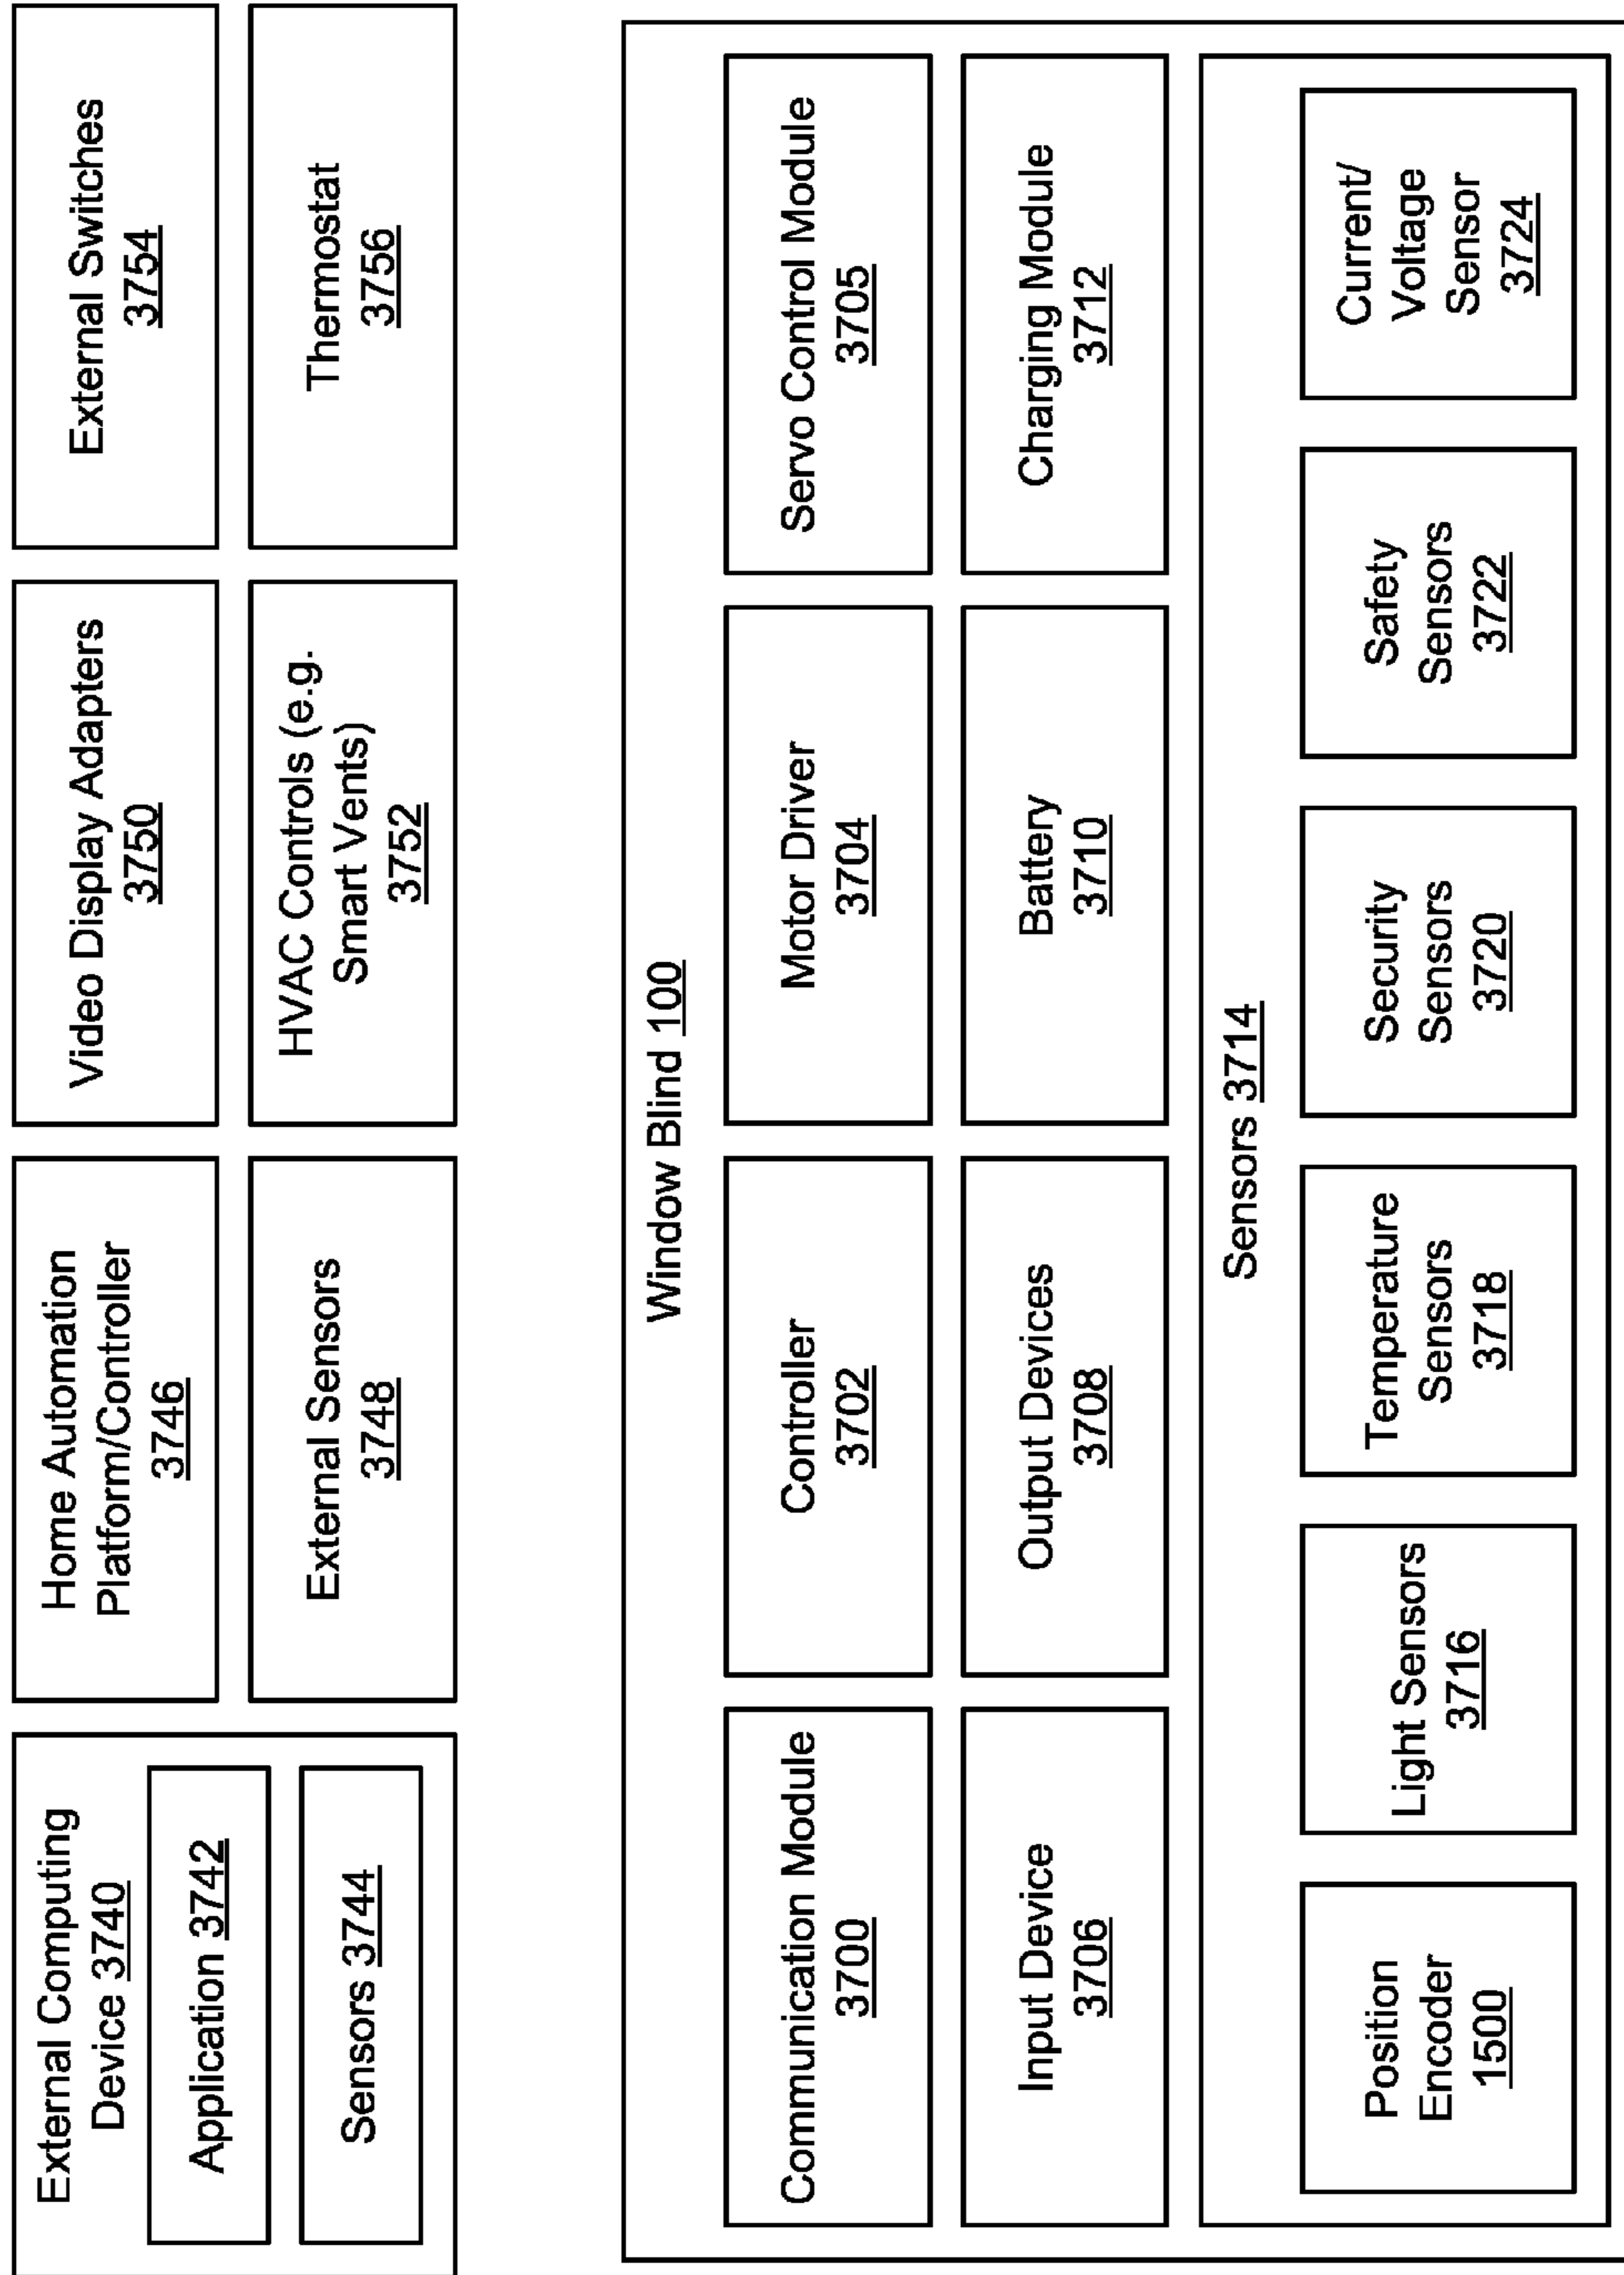 External Computing
Device 3740
Application 3742
Sensors 3744
Home Automation
Platform/Controller
3746
Video Display Adapters
3750
External Switches
3754
External Sensors
3748
HVAC Controls (e.g.
Smart Vents)
3752
Thermostat
3756
Window Blind 100
Communication Module
3700
Controller
3702
Motor Driver
3704
Servo Control Module
3705
Input Device
3706
Output Devices
3708
Battery
3710
Charging Module
3712
Sensors 3714
Position
Encoder
1500
Light Sensors
3716
Temperature
Sensors
3718
Security
Sensors
3720
Safety
Sensors
3722
Current/
Voltage
Sensor
3724